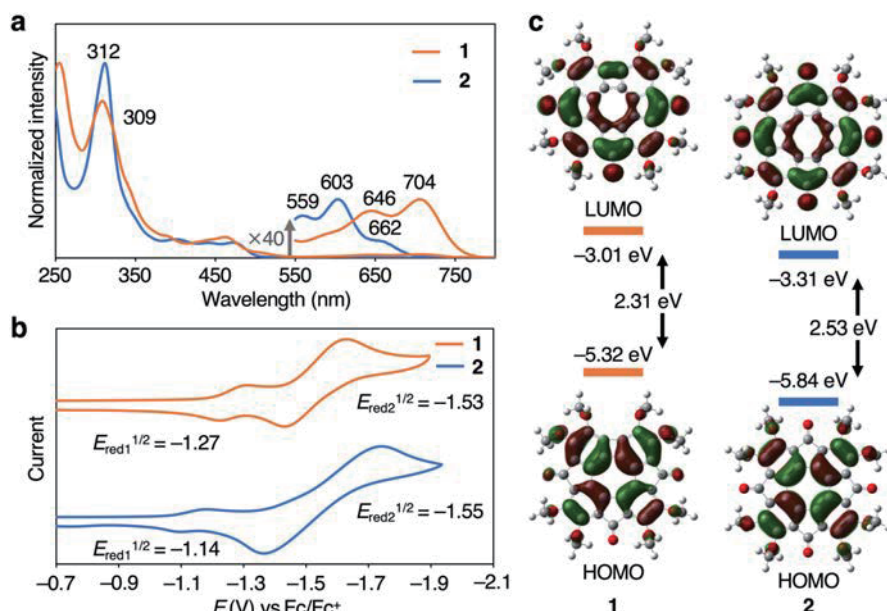 a
312
309
1
2
559
603
646
704
662
×40
Normalized intensity
250 350 450 550 650 750
Wavelength (nm)
b
1
2
E_red1^1/2 = −1.27
E_red2^1/2 = −1.53
E_red1^1/2 = −1.14
E_red2^1/2 = −1.55
Current
−0.7 −0.9 −1.1 −1.3 −1.5 −1.7 −1.9 −2.1
E (V) vs Fc/Fc+
c
LUMO
−3.01 eV
2.31 eV
−5.32 eV
HOMO
1
LUMO
−3.31 eV
2.53 eV
−5.84 eV
HOMO
2